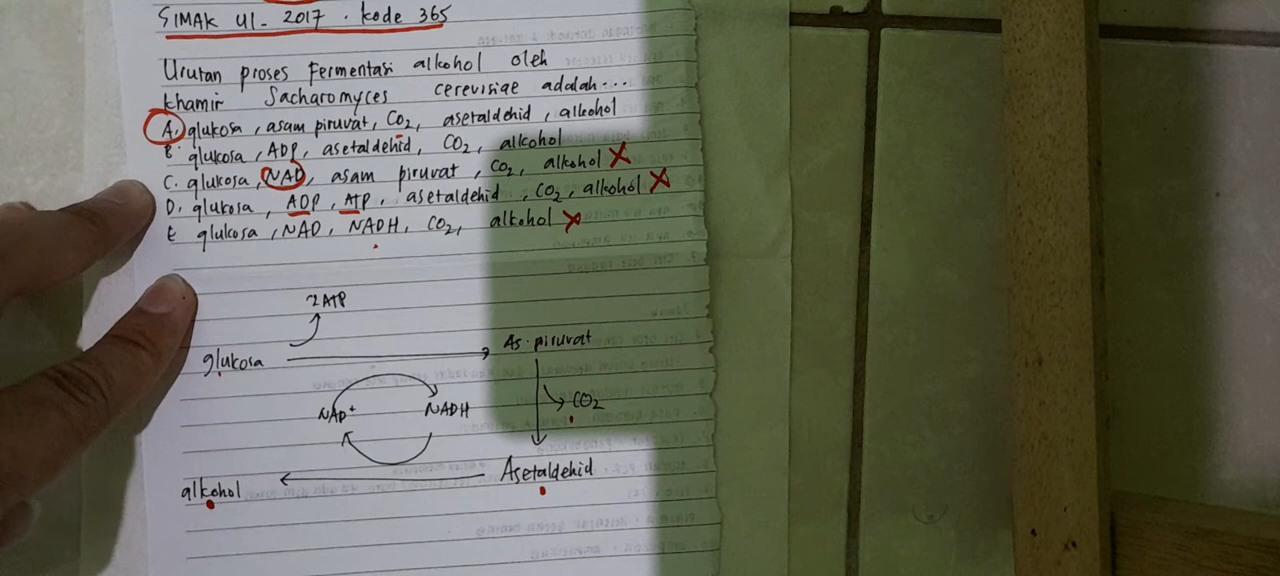 SIMAK UI - 2017 . kode 365
Urutan proses Fermentasi alkohol oleh
khamir Sacharomyces cerevisiae adalah...
A. glukosa, asam piruvat, CO2, asetaldehid, alkohol
B. glukosa, ADP, asetaldehid, CO2, alkohol
C. glukosa, NAD, asam piruvat, CO2, alkohol X
D. glukosa, ADP, ATP, asetaldehid, CO2, alkohol X
E glukosa, NAD, NADH, CO2, alkohol X
2 ATP
glukosa
As. piruvat
NAD+
NADH
CO2
Asetaldehid
alkohol